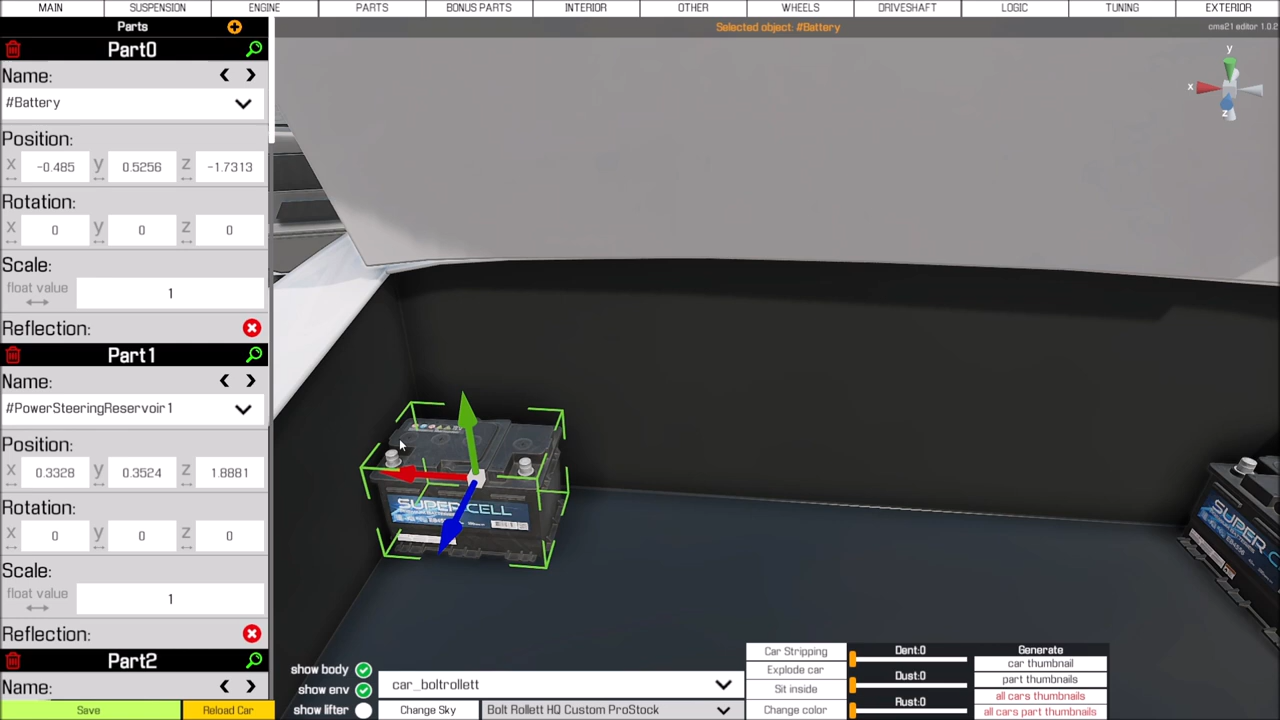 MAIN SUSPENSION ENGINE PARTS BONUS PARTS INTERIOR OTHER WHEELS DRIVESHAFT LOGIC TUNING EXTERIOR
Parts
Selected object: #Battery
cms21 editor 1.0.2
Part0
Name: < >
#Battery
Position:
x -0.485 y 0.5256 z -1.7313
Rotation:
x 0 y 0 z 0
Scale:
float value 1
Reflection:
Part1
Name: < >
#PowerSteeringReservoir1
Position:
x 0.3328 y 0.3524 z 1.8881
Rotation:
x 0 y 0 z 0
Scale:
float value 1
Reflection:
Part2
Name: < >
Save Reload Car
y
x
z
SUPER CELL
SUPER
show body
show env
show lifter
car_boltrollett
Change Sky
Bolt Rollett HQ Custom ProStock
Car Stripping
Explode car
Sit inside
Change color
Dent:0
Dust:0
Rust:0
Generate
car thumbnail
part thumbnails
all cars thumbnails
all cars part thumbnails